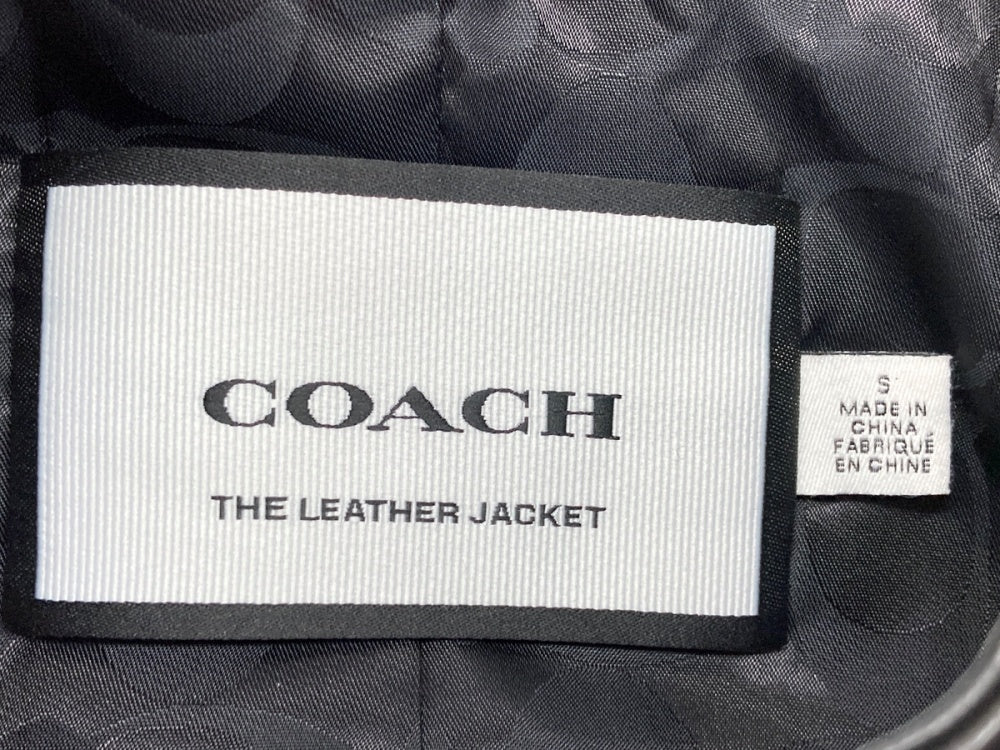 COACH
THE LEATHER JACKET
S
MADE IN
CHINA
FABRIQUÉ
EN CHINE